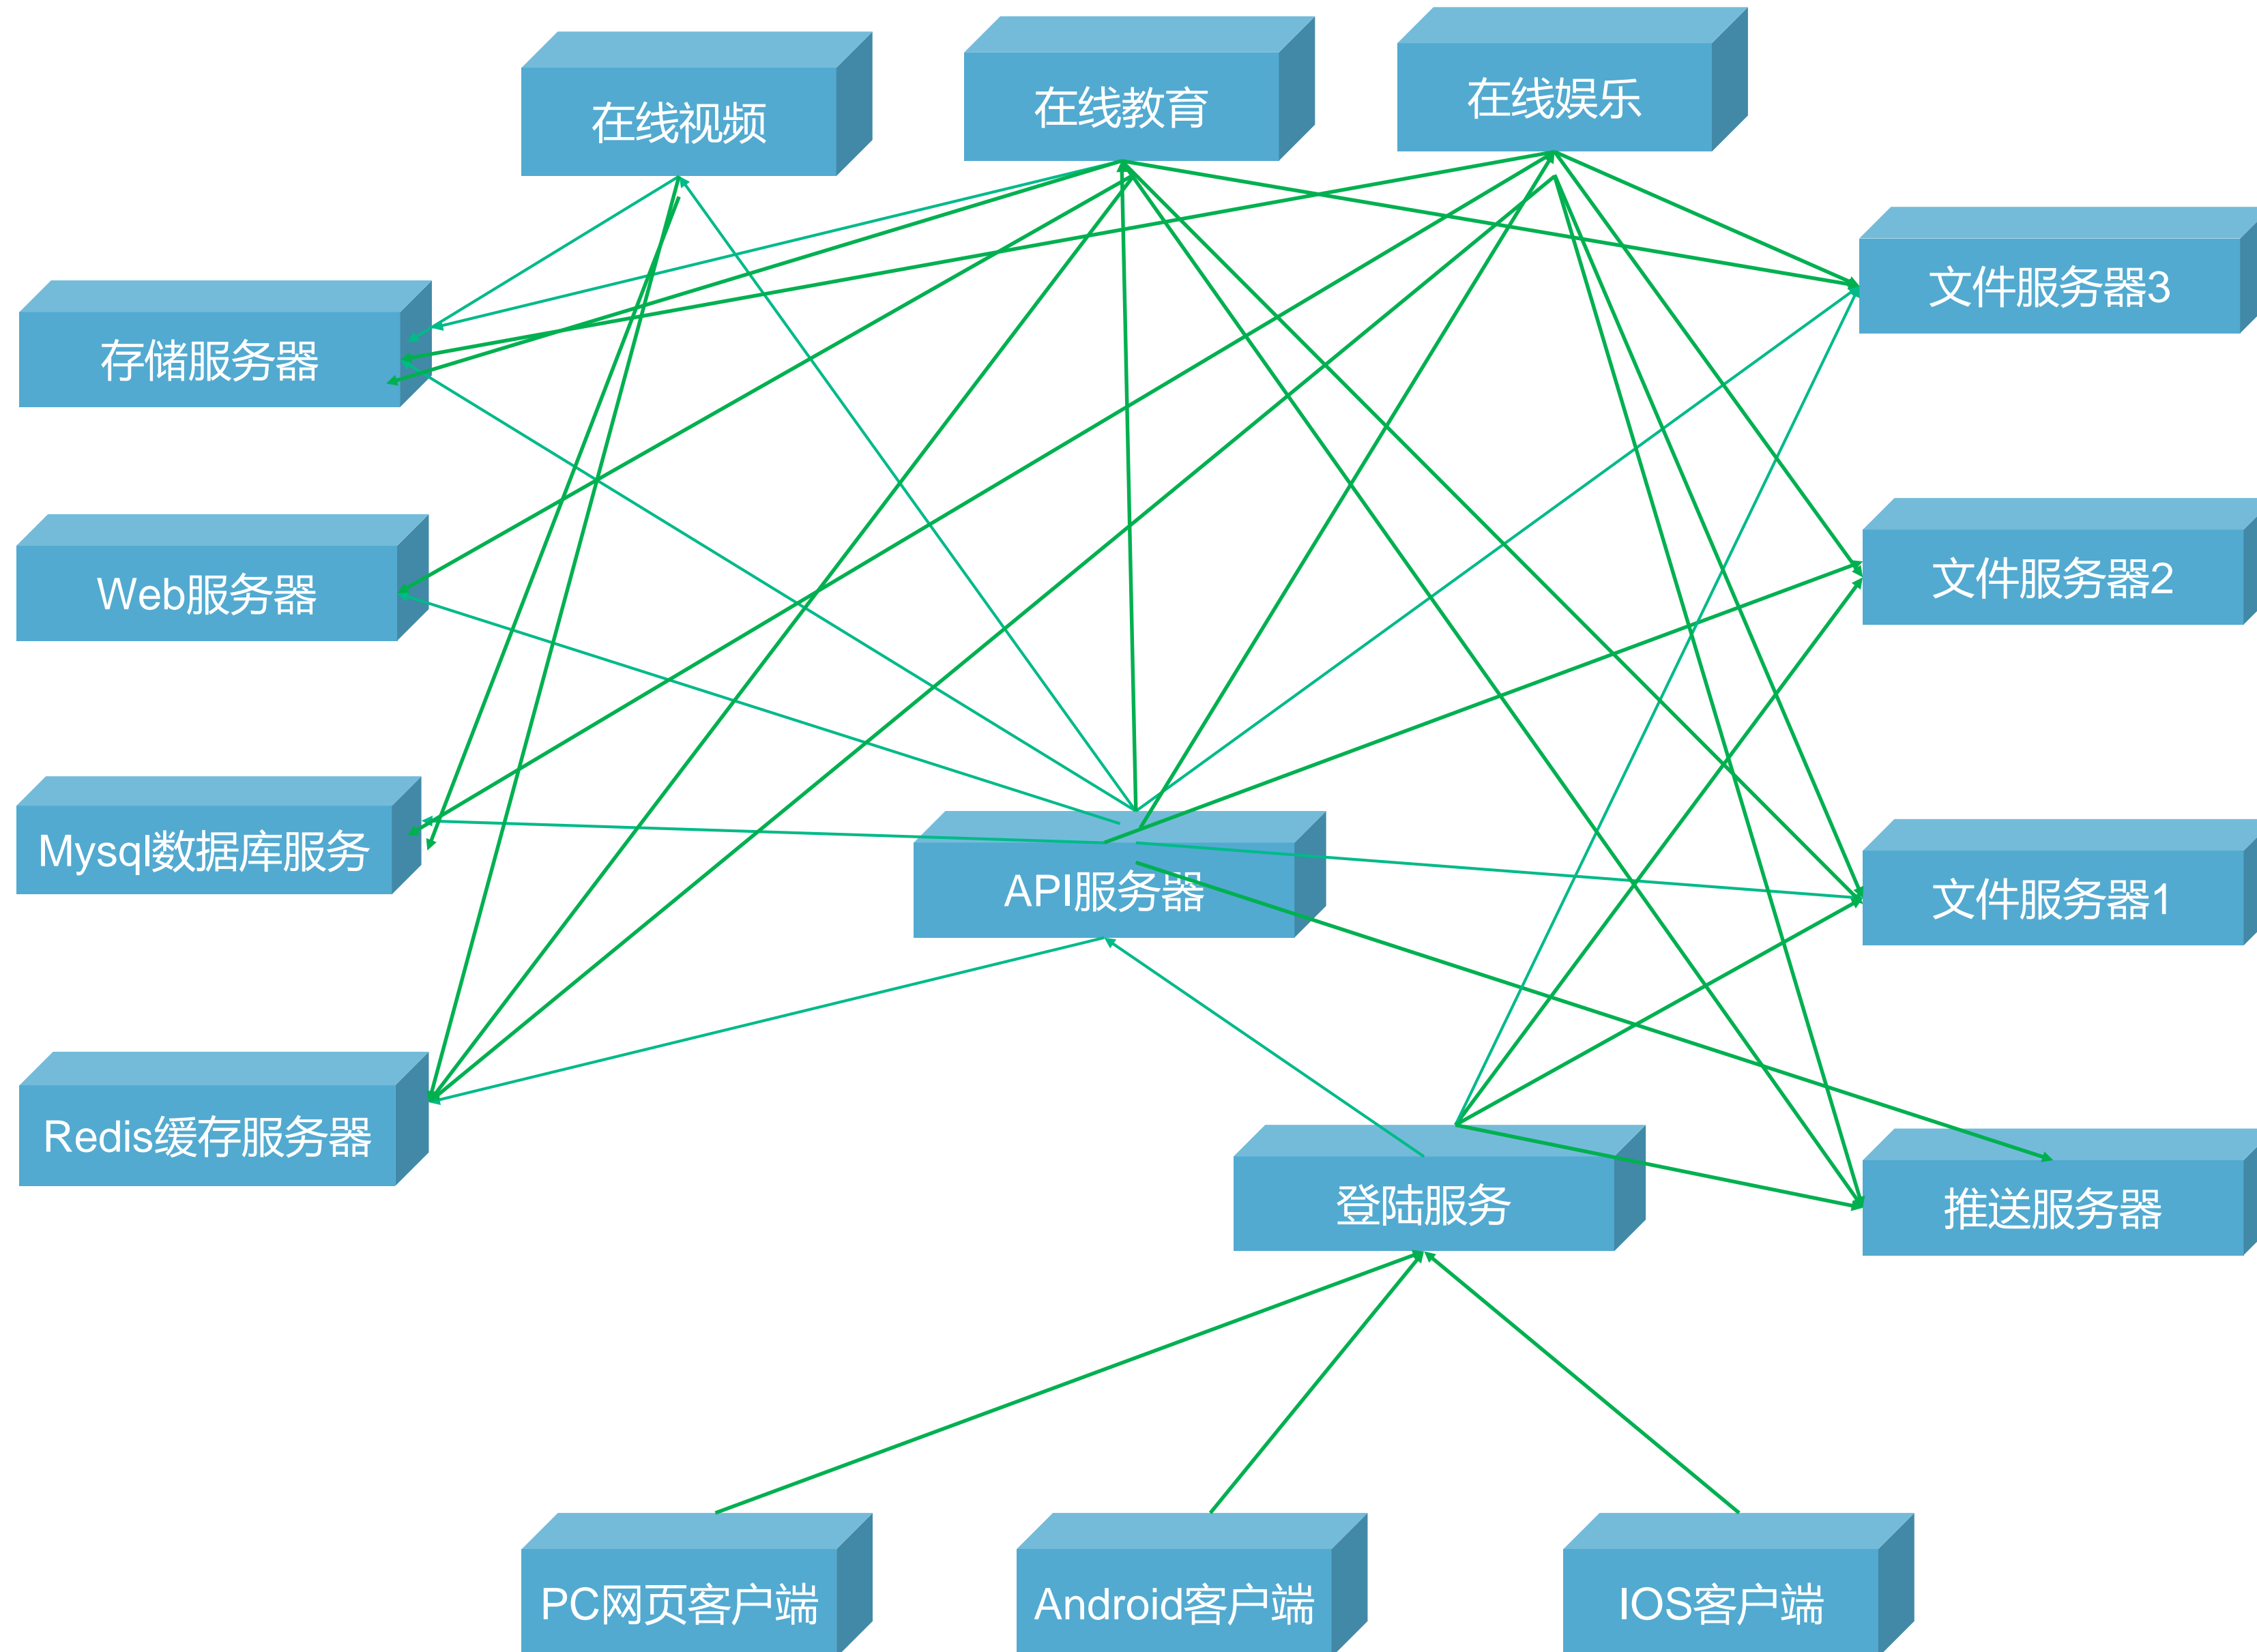 在线视频
在线教育
在线娱乐
文件服务器3
存储服务器
Web服务器
文件服务器2
Mysql数据库服务
API服务器
文件服务器1
Redis缓存服务器
登陆服务
推送服务器
PC网页客户端
Android客户端
IOS客户端